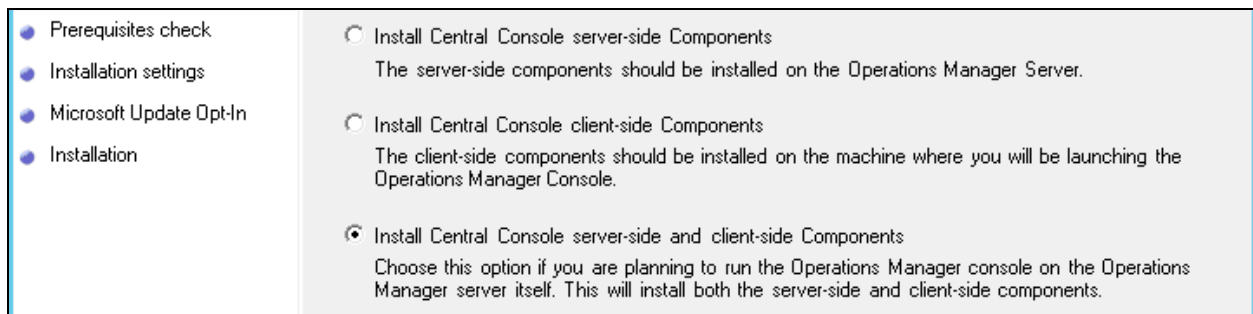 Prerequisites check
Installation settings
Microsoft Update Opt-In
Installation
Install Central Console server-side Components
The server-side components should be installed on the Operations Manager Server.
Install Central Console client-side Components
The client-side components should be installed on the machine where you will be launching the
Operations Manager Console.
Install Central Console server-side and client-side Components
Choose this option if you are planning to run the Operations Manager console on the Operations
Manager server itself. This will install both the server-side and client-side components.